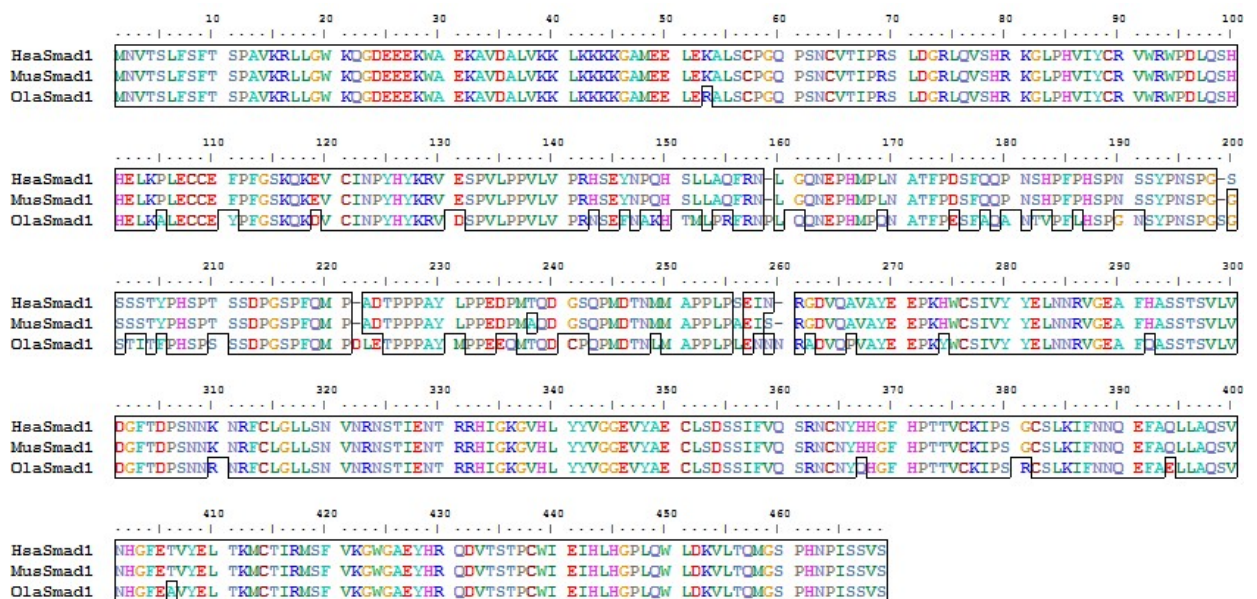 10 20 30 40 50 60 70 80 90 100
HsaSmad1 MNVTSLFSFT SPAVKRLLGW KQGDEEEKWA EKAVDALVKK LKKKKGAMEE LEKALSCPGQ PSNCVTIPRS LDGRLQVSHR KGLPHVIYCR VWRWPDLQSH
MusSmad1 MNVTSLFSFT SPAVKRLLGW KQGDEEEKWA EKAVDALVKK LKKKKGAMEE LEKALSCPGQ PSNCVTIPRS LDGRLQVSHR KGLPHVIYCR VWRWPDLQSH
OlaSmad1 MNVTSLFSFT SPAVKRLLGW KQGDEEEKWA EKAVDALVKK LKKKKGAMEE LERALSCPGQ PSNCVTIPRS LDGRLQVSHR KGLPHVIYCR VWRWPDLQSH
110 120 130 140 150 160 170 180 190 200
HsaSmad1 HELKPLECCE FPFGSKQKEV CINPYHYKRV ESPVLPPVLV PRHSEYNPQH SLLAQFRN-L GQNEPHMPLN ATFPDSFQQP NSHPFPHSPN SSYPNSPG-S
MusSmad1 HELKPLECCE FPFGSKQKEV CINPYHYKRV ESPVLPPVLV PRHSEYNPQH SLLAQFRN-L GQNEPHMPLN ATFPDSFQQP NSHPFPHSPN SSYPNSPG-S
OlaSmad1 HELKALECCE YPFGSKQKDV CINPYHYKRV DSPVLPPVLV PRNSEFNAKH TMLPRFRNPL GQNEPHMPQN ATFPESFAQA NTVPFLHSPG NSYPNSPGSG
210 220 230 240 250 260 270 280 290 300
HsaSmad1 SSSTYPHSPT SSDPGSPFQM P-ADTPPPAY LPPEDPMTQD GSQPMDTNMM APPLPSEIN- RGDVQAVAYE EPKHWCSIVY YELNNRVGEA FHASSTSVLV
MusSmad1 SSSTYPHSPT SSDPGSPFQM P-ADTPPPAY LPPEDPMAQD GSQPMDTNMM APPLPAEIS- RGDVQAVAYE EPKHWCSIVY YELNNRVGEA FHASSTSVLV
OlaSmad1 STITFPHSPS SSDPGSPFQM PDLETPPPAY MPPEEQMTQD CPQPMDTNLM APPLPLENNN RADVQPVAYE EPKYWCSIVY YELNNRVGEA FQASSTSVLV
310 320 330 340 350 360 370 380 390 400
HsaSmad1 DGFTDPSNNK NRFCLGLLSN VNRNSTIENT RRHIGKGVHL YYVGGEVYAE CLSDSSIFVQ SRNCNYHHGF HPTTVCKIPS GCSLKIFNNQ EFAQLLAQSV
MusSmad1 DGFTDPSNNK NRFCLGLLSN VNRNSTIENT RRHIGKGVHL YYVGGEVYAE CLSDSSIFVQ SRNCNYHHGF HPTTVCKIPS GCSLKIFNNQ EFAQLLAQSV
OlaSmad1 DGFTDPSNNR NRFCLGLLSN VNRNSTIENT RRHIGKGVHL YYVGGEVYAE CLSDSSIFVQ SRNCNYQHGF HPTTVCKIPS RCSLKIFNNQ EFAELLAQSV
410 420 430 440 450 460
HsaSmad1 NHGFETVYEL TKMCTIRMSF VKGWGAEYHR QDVTSTPCWI EIHLHGPLQW LDKVLTQMGS PHNPISSVS
MusSmad1 NHGFETVYEL TKMCTIRMSF VKGWGAEYHR QDVTSTPCWI EIHLHGPLQW LDKVLTQMGS PHNPISSVS
OlaSmad1 NHGFEAVYEL TKMCTIRMSF VKGWGAEYHR QDVTSTPCWI EIHLHGPLQW LDKVLTQMGS PHNPISSVS